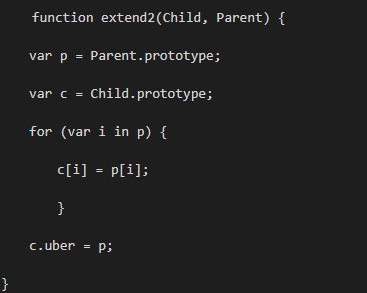 function extend2(Child, Parent) {
var p = Parent.prototype;
var c = Child.prototype;
for (var i in p) {
c[i] = p[i];
}
c.uber = p;
}